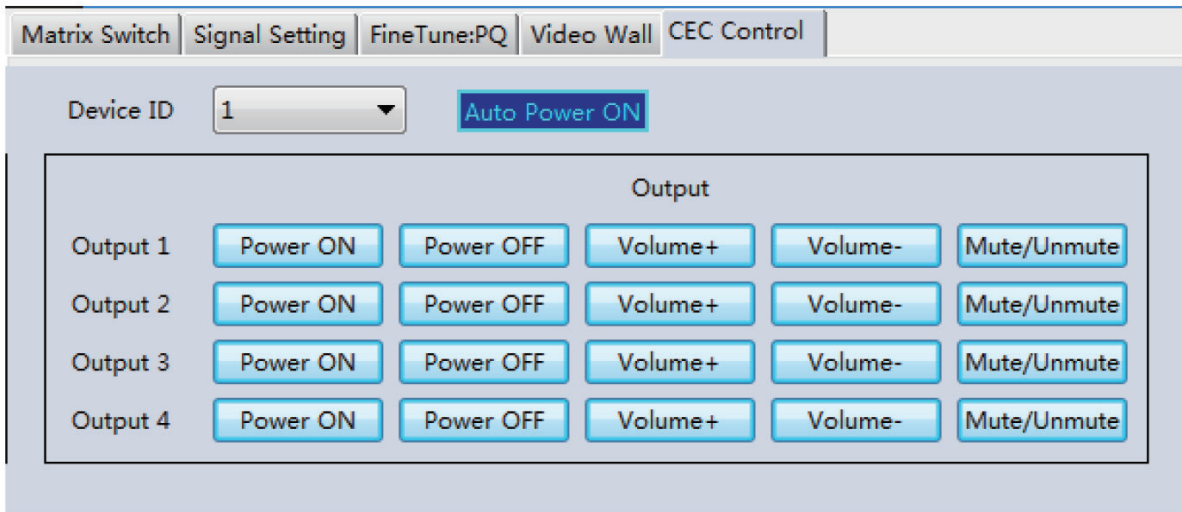 Matrix Switch Signal Setting FineTune:PQ Video Wall CEC Control
Device ID 1 Auto Power ON
Output
Output 1 Power ON Power OFF Volume+ Volume- Mute/Unmute
Output 2 Power ON Power OFF Volume+ Volume- Mute/Unmute
Output 3 Power ON Power OFF Volume+ Volume- Mute/Unmute
Output 4 Power ON Power OFF Volume+ Volume- Mute/Unmute